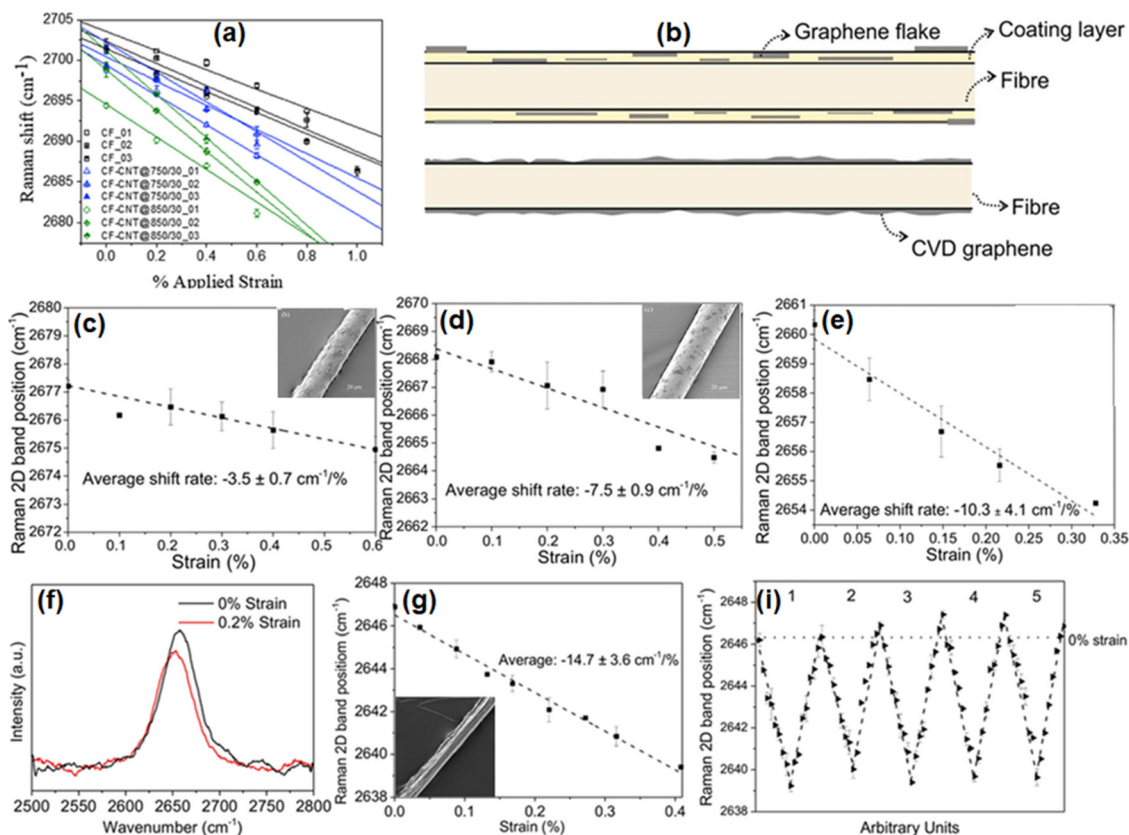 (a)
Raman shift (cm⁻¹)
2705
2700
2695
2690
2685
2680
CF_01
CF_02
CF_03
CF-CNT@750/30_01
CF-CNT@750/30_02
CF-CNT@750/30_03
CF-CNT@850/30_01
CF-CNT@850/30_02
CF-CNT@850/30_03
0.0 0.2 0.4 0.6 0.8 1.0
% Applied Strain
(b)
Graphene flake
Coating layer
Fibre
Fibre
CVD graphene
(c)
Raman 2D band position (cm⁻¹)
2680
2679
2678
2677
2676
2675
2674
2673
2672
(b)
20 μm
Average shift rate: -3.5 ± 0.7 cm⁻¹/%
0.0 0.1 0.2 0.3 0.4 0.5 0.6
Strain (%)
(d)
Raman 2D band position (cm⁻¹)
2670
2669
2668
2667
2666
2665
2664
2663
2662
(c)
20 μm
Average shift rate: -7.5 ± 0.9 cm⁻¹/%
0.0 0.1 0.2 0.3 0.4 0.5
Strain (%)
(e)
Raman 2D band position (cm⁻¹)
2661
2660
2659
2658
2657
2656
2655
2654
Average shift rate: -10.3 ± 4.1 cm⁻¹/%
0.00 0.05 0.10 0.15 0.20 0.25 0.30 0.35
Strain (%)
(f)
Intensity (a.u.)
0% Strain
0.2% Strain
2500 2550 2600 2650 2700 2750 2800
Wavenumber (cm⁻¹)
(g)
Raman 2D band position (cm⁻¹)
2648
2646
2644
2642
2640
2638
Average: -14.7 ± 3.6 cm⁻¹/%
0.0 0.1 0.2 0.3 0.4
Strain (%)
(i)
Raman 2D band position (cm⁻¹)
2648
2646
2644
2642
2640
2638
1 2 3 4 5
0% strain
Arbitrary Units